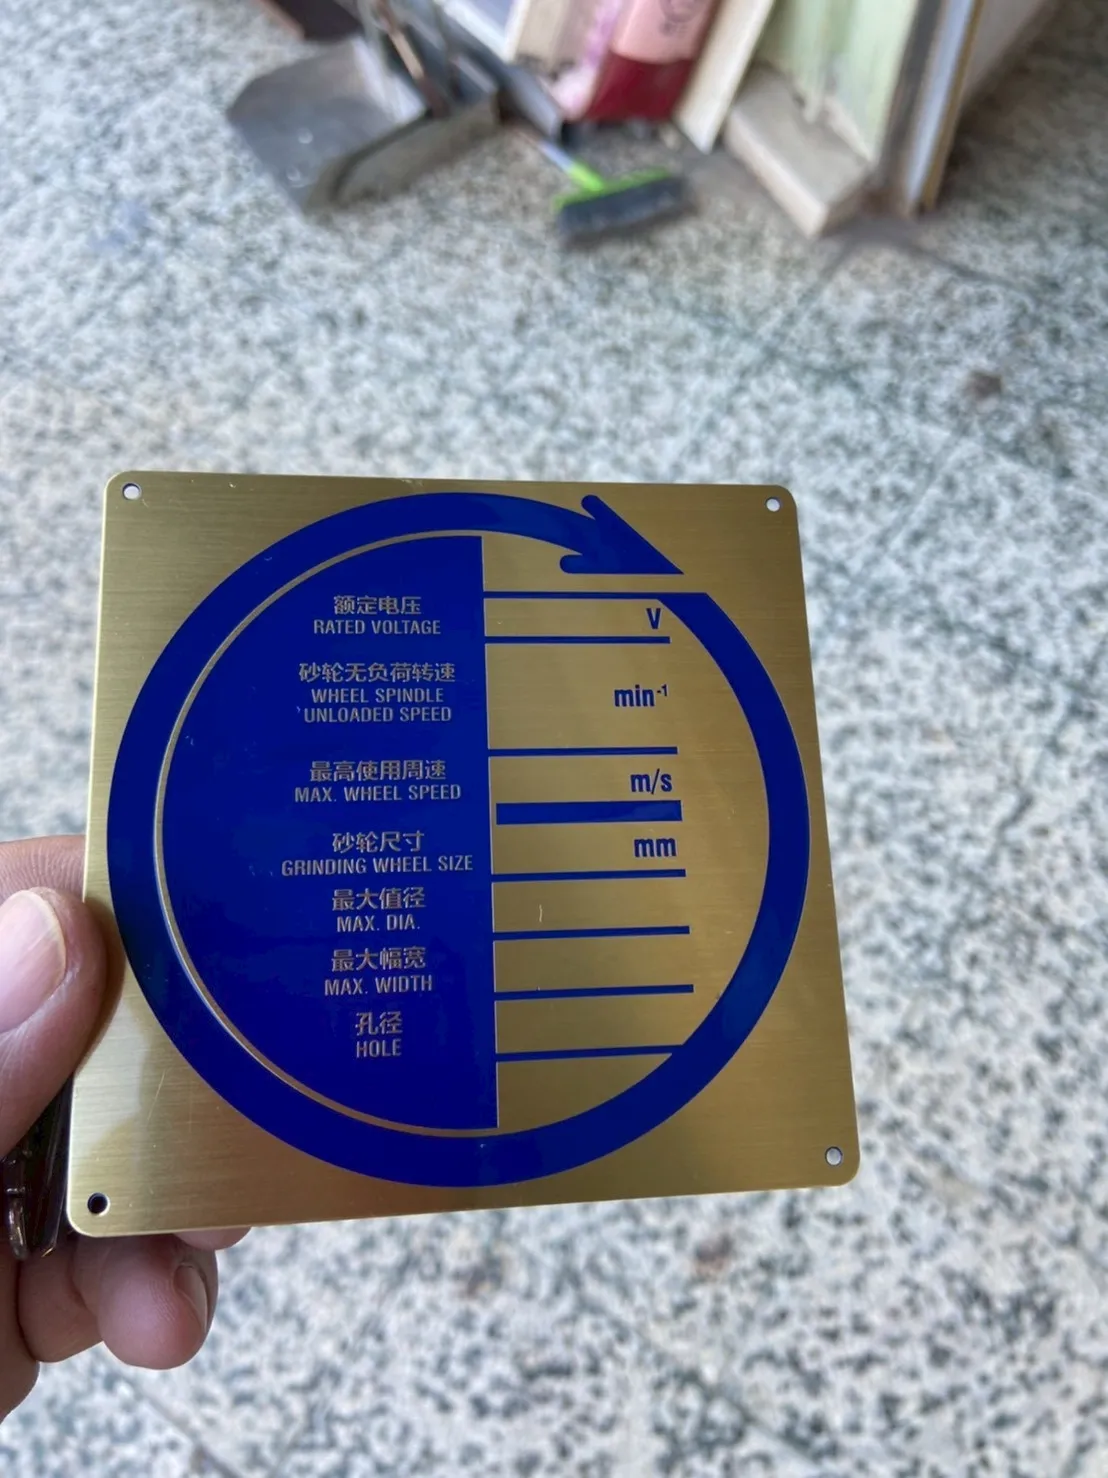 额定电压
RATED VOLTAGE
V
砂轮无负荷转速
WHEEL SPINDLE
UNLOADED SPEED
min⁻¹
最高使用周速
MAX. WHEEL SPEED
m/s
砂轮尺寸
GRINDING WHEEL SIZE
mm
最大值径
MAX. DIA.
最大幅宽
MAX. WIDTH
孔径
HOLE